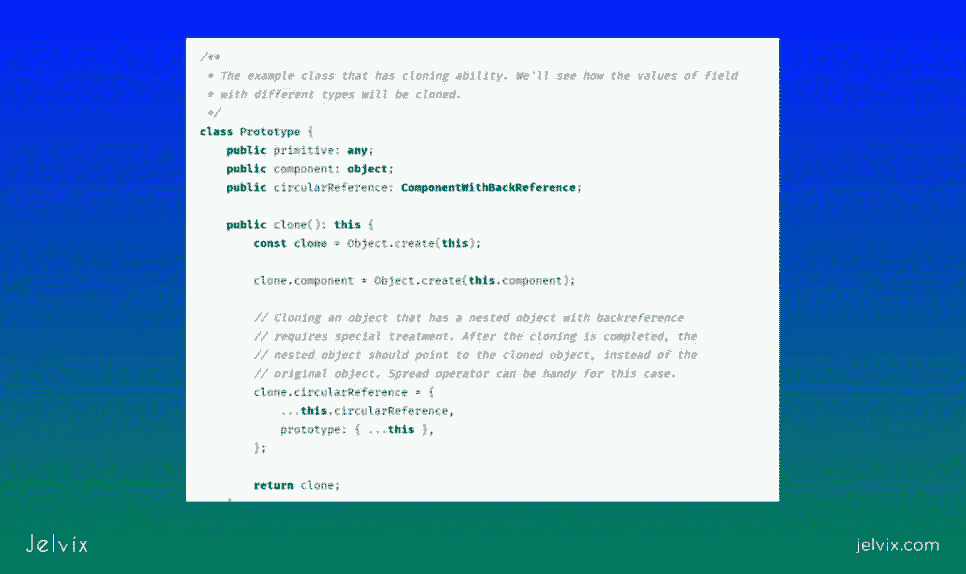 /**
 * The example class that has cloning ability. We'll see how the values of field
 * with different types will be cloned.
 */
class Prototype {
    public primitive: any;
    public component: object;
    public circularReference: ComponentWithBackReference;

    public clone(): this {
        const clone = Object.create(this);

        clone.component = Object.create(this.component);

        // Cloning an object that has a nested object with backreference
        // requires special treatment. After the cloning is completed, the
        // nested object should point to the cloned object, instead of the
        // original object. Spread operator can be handy for this case.
        clone.circularReference = {
            ...this.circularReference,
            prototype: { ...this },
        };

        return clone;
Jelvix
jelvix.com